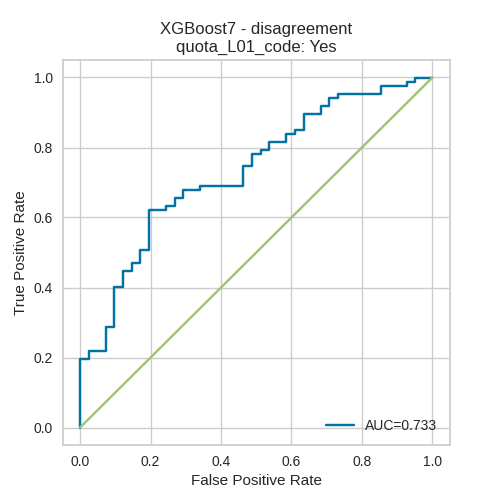 XGBoost7 - disagreement
quota_L01_code: Yes
True Positive Rate
1.0
0.8
0.6
0.4
0.2
0.0
AUC=0.733
0.0 0.2 0.4 0.6 0.8 1.0
False Positive Rate